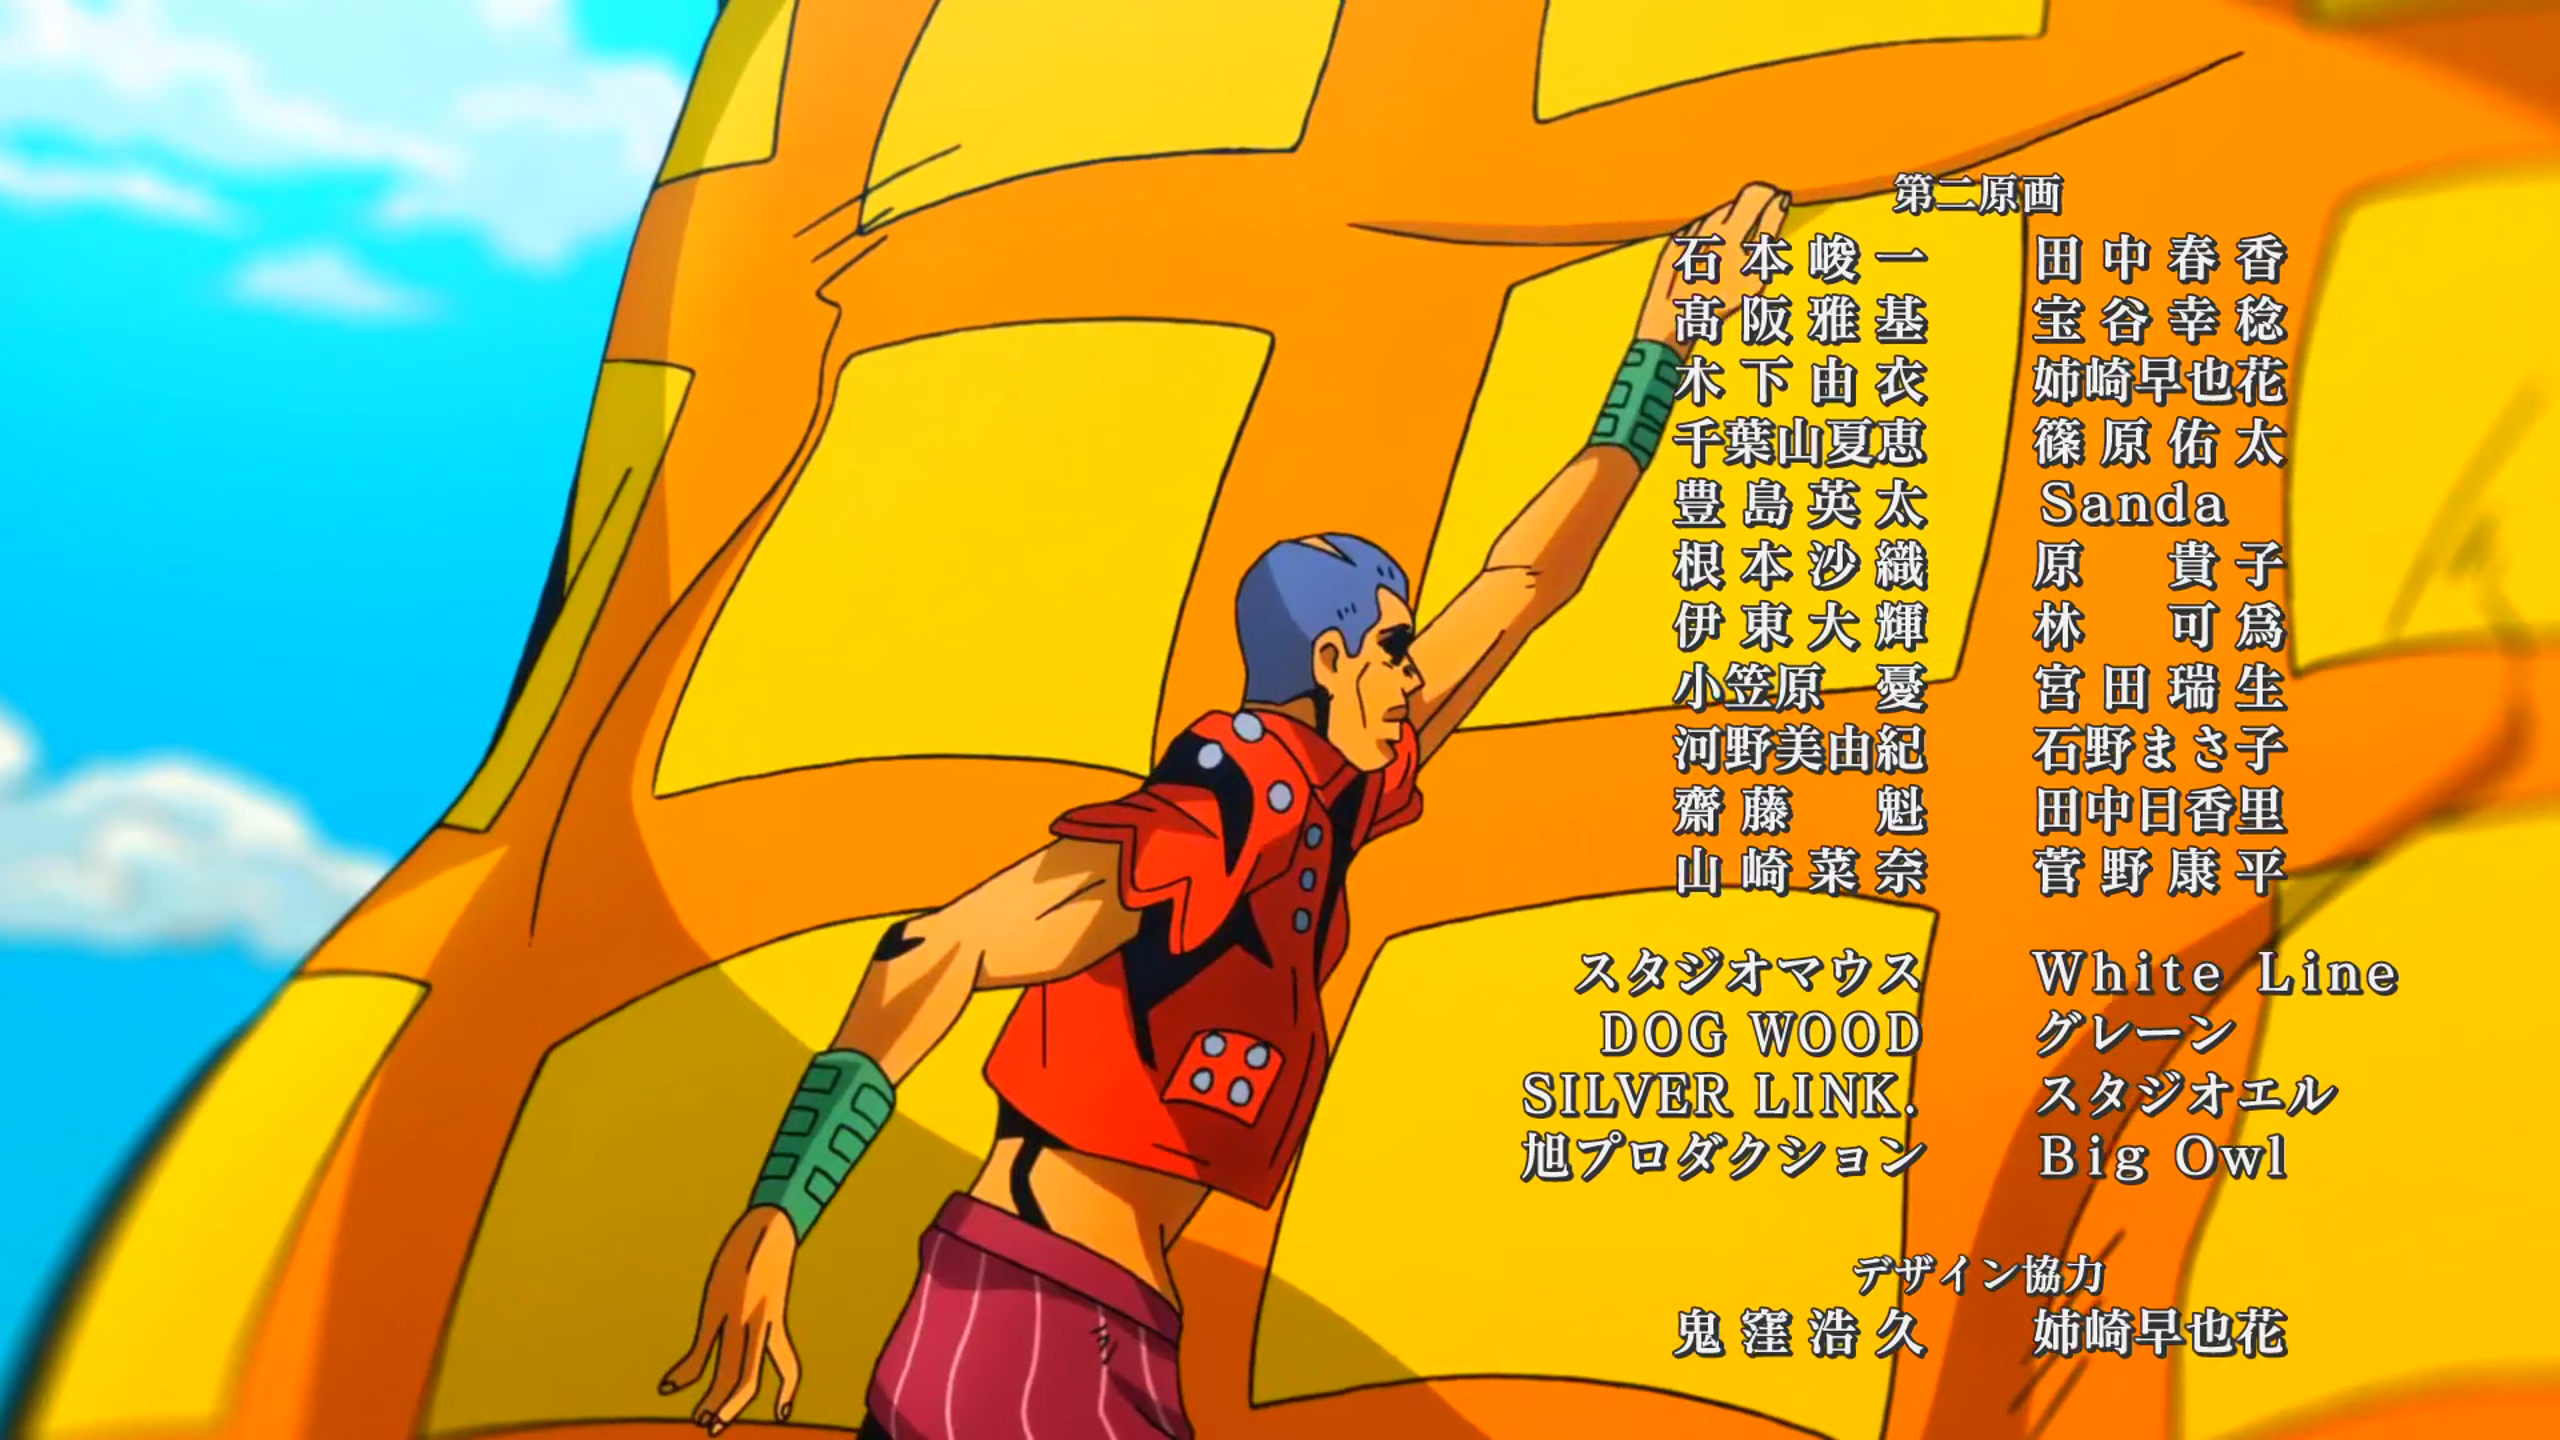 第二原画
石本峻一 田中春香
髙阪雅基 宝谷幸稔
木下由衣 姉崎早也花
千葉山夏恵 篠原佑太
豊島英太 Sanda
根本沙織 原 貴子
伊東大輝 林 可為
小笠原 憂 宮田瑞生
河野美由紀 石野まさ子
齋藤 魁 田中日香里
山崎菜奈 菅野康平
スタジオマウス White Line
DOG WOOD グレーン
SILVER LINK. スタジオエル
旭プロダクション Big Owl
デザイン協力
鬼窪浩久 姉崎早也花